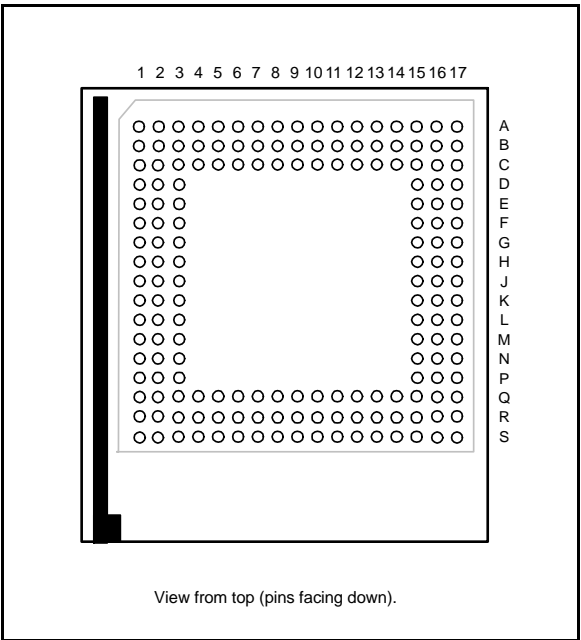 1 2 3 4 5 6 7 8 9 10 11 12 13 14 15 16 17
A
B
C
D
E
F
G
H
J
K
L
M
N
P
Q
R
S
View from top (pins facing down).